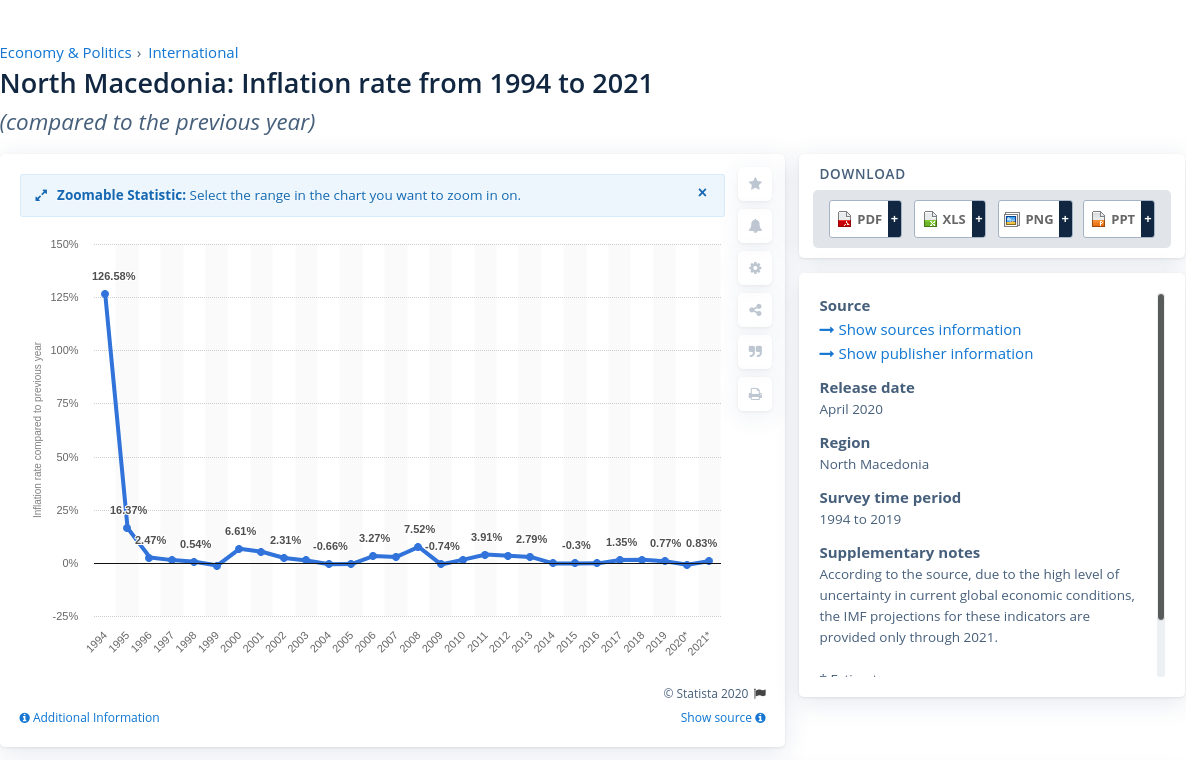 Economy & Politics › International
North Macedonia: Inflation rate from 1994 to 2021
(compared to the previous year)
Zoomable Statistic: Select the range in the chart you want to zoom in on. ×
150%
125%
100%
75%
50%
25%
0%
-25%
Inflation rate compared to previous year
126.58%
16.37%
2.47%
0.54%
6.61%
2.31%
-0.66%
3.27%
7.52%
-0.74%
3.91%
2.79%
-0.3%
1.35%
0.77%
0.83%
1994
1995
1996
1997
1998
1999
2000
2001
2002
2003
2004
2005
2006
2007
2008
2009
2010
2011
2012
2013
2014
2015
2016
2017
2018
2019
2020*
2021*
© Statista 2020
Additional Information
Show source
DOWNLOAD
PDF + XLS + PNG + PPT +
Source
Show sources information
Show publisher information
Release date
April 2020
Region
North Macedonia
Survey time period
1994 to 2019
Supplementary notes
According to the source, due to the high level of
uncertainty in current global economic conditions,
the IMF projections for these indicators are
provided only through 2021.